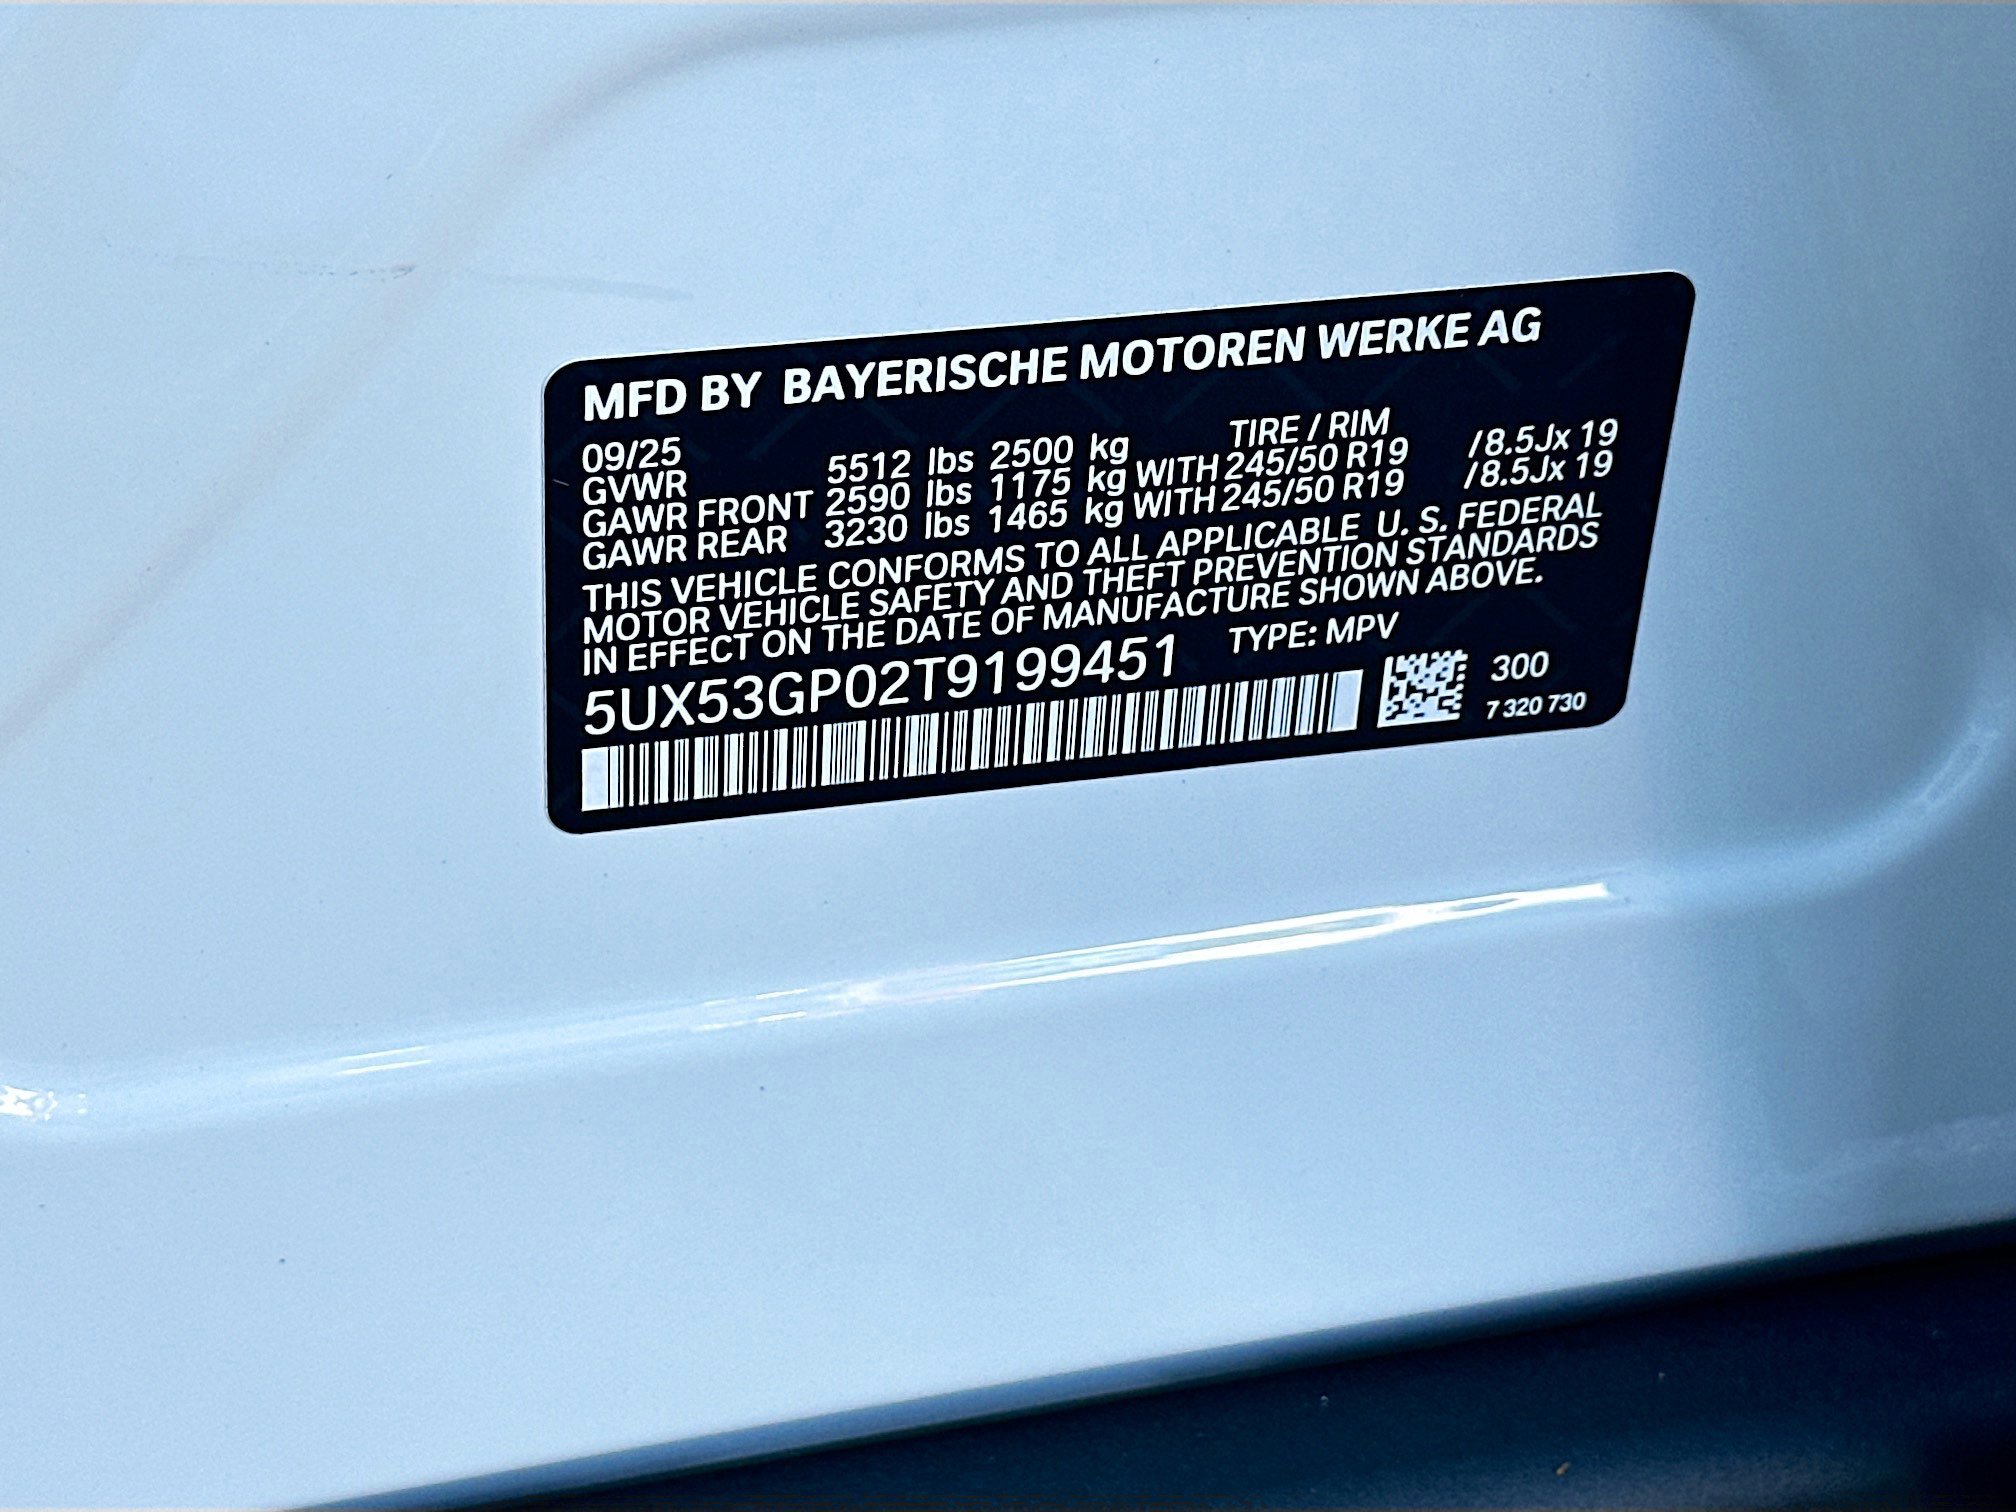 MFD BY BAYERISCHE MOTOREN WERKE AG
09/25 TIRE / RIM
GVWR 5512 lbs 2500 kg
GAWR FRONT 2590 lbs 1175 kg WITH 245/50 R19 /8.5Jx 19
GAWR REAR 3230 lbs 1465 kg WITH 245/50 R19 /8.5Jx 19
THIS VEHICLE CONFORMS TO ALL APPLICABLE U. S. FEDERAL
MOTOR VEHICLE SAFETY AND THEFT PREVENTION STANDARDS
IN EFFECT ON THE DATE OF MANUFACTURE SHOWN ABOVE.
5UX53GP02T9199451 TYPE: MPV
300
7 320 730